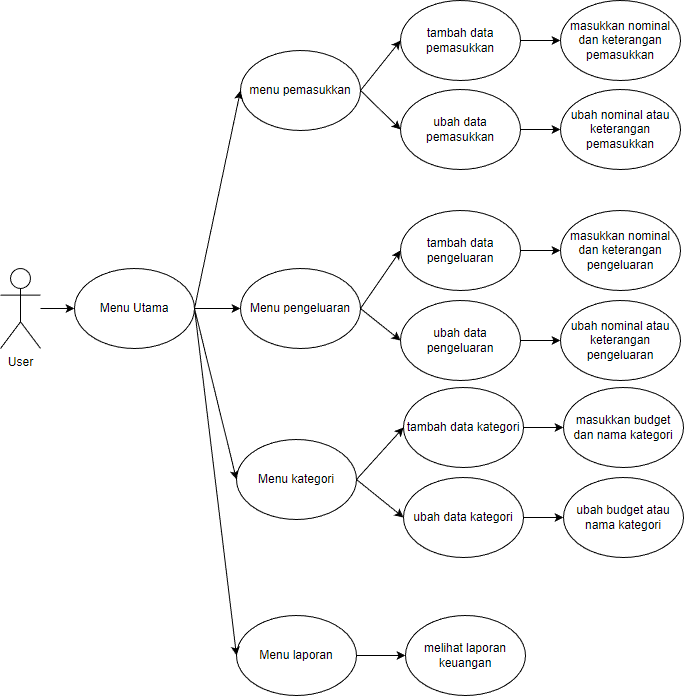 User
Menu Utama
menu pemasukkan
tambah data
pemasukkan
masukkan nominal
dan keterangan
pemasukkan
ubah data
pemasukkan
ubah nominal atau
keterangan
pemasukkan
Menu pengeluaran
tambah data
pengeluaran
masukkan nominal
dan keterangan
pengeluaran
ubah data
pengeluaran
ubah nominal atau
keterangan
pengeluaran
Menu kategori
tambah data kategori
masukkan budget
dan nama kategori
ubah data kategori
ubah budget atau
nama kategori
Menu laporan
melihat laporan
keuangan